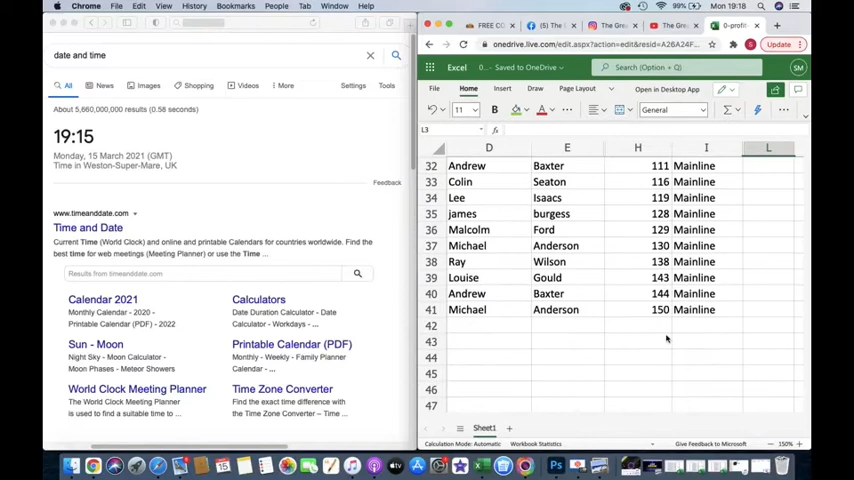 Chrome File Edit View History Bookmarks People Tab Window Help 99% Mon 19:18
date and time
All News Images Shopping Videos More Settings Tools
About 5,660,000,000 results (0.58 seconds)
19:15
Monday, 15 March 2021 (GMT)
Time in Weston-Super-Mare, UK
Feedback
www.timeanddate.com
Time and Date
Current Time (World Clock) and online and printable Calendars for countries worldwide. Find the
best time for web meetings (Meeting Planner) or use the Time ...
Results from timeanddate.com
Calendar 2021 Calculators
Monthly Calendar - 2020 - Date Duration Calculator - Date
Printable Calendar (PDF) - 2022 Calculator - Workdays - ...
Sun - Moon Printable Calendar (PDF)
Night Sky - Moon Calculator - Monthly - Weekly - Family Planner
Moon Phases - Meteor Showers Calendar - ...
World Clock Meeting Planner Time Zone Converter
The World Clock Meeting Planner Find the exact time difference with
is used to find a suitable time to ... the Time Zone Converter – Time ...
FREE CO (5) The The Gre The Gre 0-profit
onedrive.live.com/edit.aspx?action=edit&resid=A26A24F... S Update
Excel 0... - Saved to OneDrive Search (Option + Q) SM
File Home Insert Draw Page Layout Open in Desktop App
11 B A General
L3 fx
D E H I L
32 Andrew Baxter 111 Mainline
33 Colin Seaton 116 Mainline
34 Lee Isaacs 119 Mainline
35 james burgess 128 Mainline
36 Malcolm Ford 129 Mainline
37 Michael Anderson 130 Mainline
38 Ray Wilson 138 Mainline
39 Louise Gould 143 Mainline
40 Andrew Baxter 144 Mainline
41 Michael Anderson 150 Mainline
42
43
44
45
46
47
Sheet1
Calculation Mode: Automatic Workbook Statistics Give Feedback to Microsoft 150%